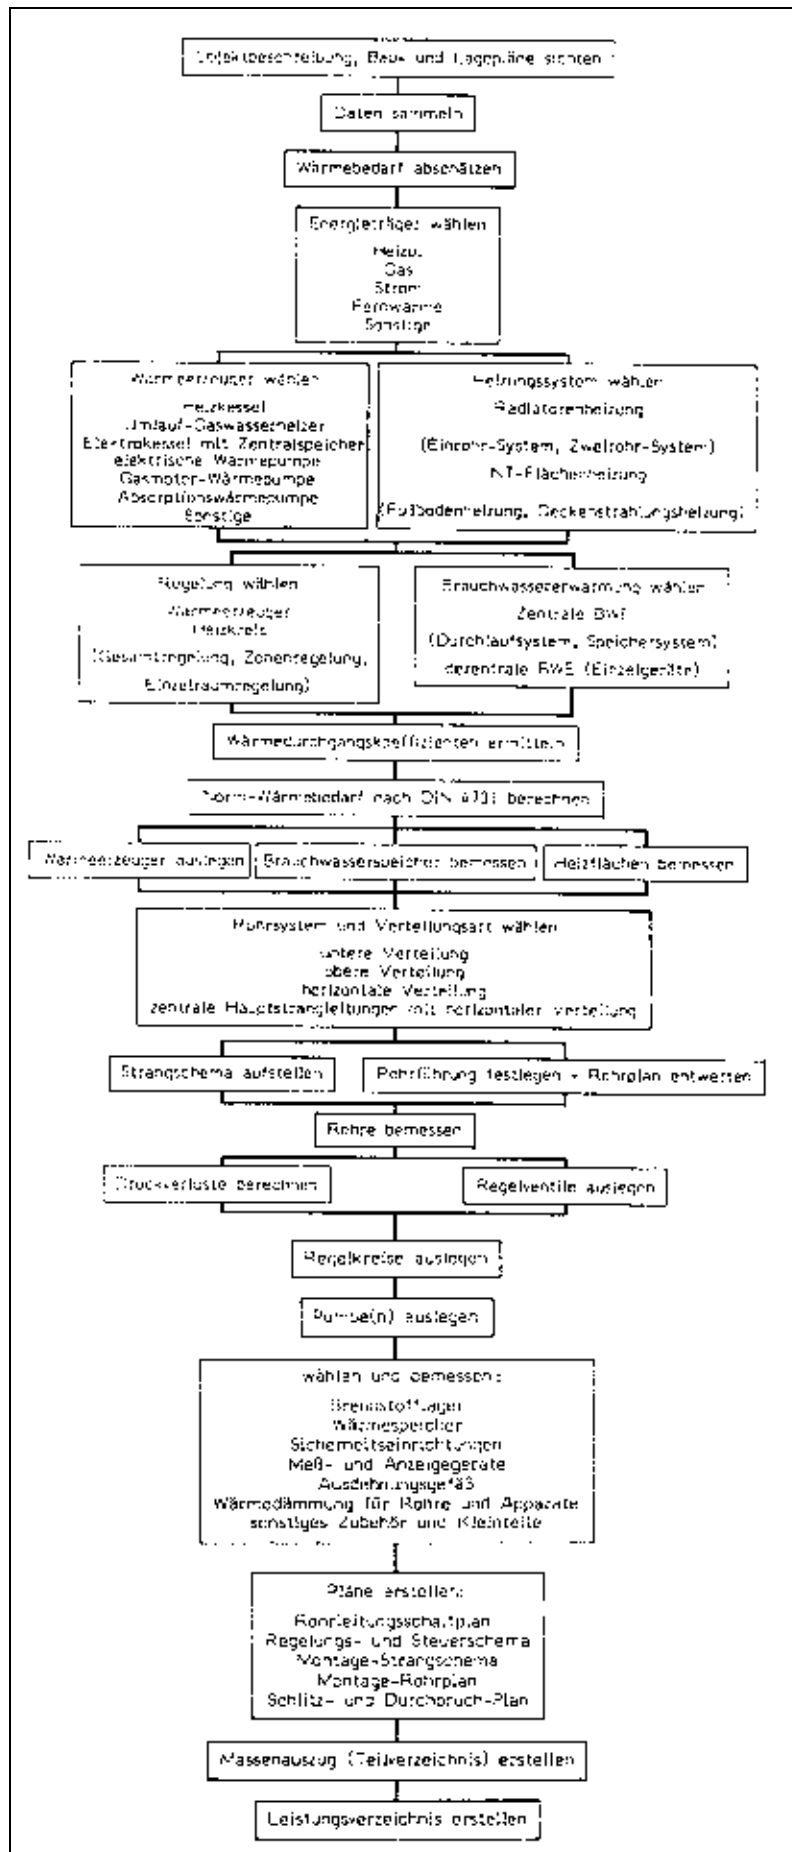 Objektbeschreibung, Bau- und Lagepläne sichten
Daten sammeln
Wärmebedarf abschätzen
Energieträger wählen
Heizöl
Gas
Strom
Fernwärme
Sonstige
Wärmeerzeuger wählen
Heizkessel
Umlauf-Gaswasserheizer
Elektrokessel mit Zentralspeicher
elektrische Wärmepumpe
Gasmotor-Wärmepumpe
Absorptionswärmepumpe
Sonstige
Heizungssystem wählen
Radiatorenheizung
(Einrohr-System, Zweirohr-System)
NT-Flächenheizung
(Fußbodenheizung, Deckenstrahlungsheizung)
Regelung wählen
Wärmeerzeuger
Heizkreis
(Gesamtregelung, Zonenregelung,
Einzelraumregelung)
Brauchwassererwärmung wählen
Zentrale BWE
(Durchlaufsystem, Speichersystem)
dezentrale BWE (Einzelgeräte)
Wärmedurchgangskoeffizienten ermitteln
Norm-Wärmebedarf nach DIN 4701 berechnen
Wärmeerzeuger auslegen
Brauchwasserspeicher bemessen
Heizflächen bemessen
Rohrsystem und Verteilungsart wählen
untere Verteilung
obere Verteilung
horizontale Verteilung
zentrale Hauptstrangleitungen mit horizontaler Verteilung
Strangschema aufstellen
Rohrführung festlegen - Rohrplan entwerfen
Rohre bemessen
Druckverluste berechnen
Regelventile auslegen
Regelkreise auslegen
Pumpe(n) auslegen
wählen und bemessen:
Brennstofflager
Wärmespeicher
Sicherheitseinrichtungen
Meß- und Anzeigegeräte
Ausdehnungsgefäß
Wärmedämmung für Rohre und Apparate
sonstiges Zubehör und Kleinteile
Pläne erstellen:
Rohrleitungsschaltplan
Regelungs- und Steuerschema
Montage-Strangschema
Montage-Rohrplan
Schlitz- und Durchbruch-Plan
Massenauszug (Teilverzeichnis) erstellen
Leistungsverzeichnis erstellen